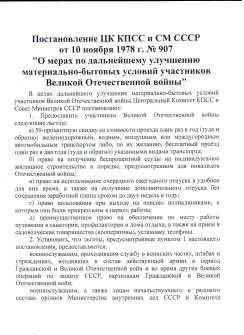 Постановление ЦК КПСС и СМ СССР
от 10 ноября 1978 г. № 907
"О мерах по дальнейшему улучшению
материально-бытовых условий участников
Великой Отечественной войны"
В целях дальнейшего улучшения материально-бытовых условий
участников Великой Отечественной войны Центральный Комитет КПСС и
Совет Министров СССР постановляют:
1. Предоставить участникам Великой Отечественной войны
следующие льготы:
а) 50-процентную скидку со стоимости проезда один раз в год (туда и
обратно) железнодорожным, водным, воздушным или междугородным
автомобильным транспортом либо, по их желанию, бесплатный проезд
один раз в два года (туда и обратно) указанными видами транспорта;
б) право на получение беспроцентной ссуды на индивидуальное
жилищное строительство в порядке, предусмотренном для инвалидов
Отечественной войны;
в) право на использование очередного ежегодного отпуска в удобное
для них время, а также на получение дополнительного отпуска без
сохранения заработной платы сроком до двух недель в году;
г) право пользования при выходе на пенсию поликлиниками, к
которым они были прикреплены в период работы;
д) преимущественное право на обеспечение по месту работы
путевками в санатории, профилактории и дома отдыха, а также на прием в
садоводческие товарищества (кооперативы), установку телефона.
2. Установить, что льготы, предусмотренные пунктом 1 настоящего
постановления, предоставляются:
военнослужащим, проходившим службу в воинских частях, штабах и
учреждениях, входивших в состав действующей армии в период
Гражданской и Великой Отечественной войн и во время других боевых
операций по защите СССР, партизанам Гражданской и Великой
Отечественной войн;
военнослужащим, а также лицам начальствующего и рядового
состава органов Министерства внутренних дел СССР и Комитета